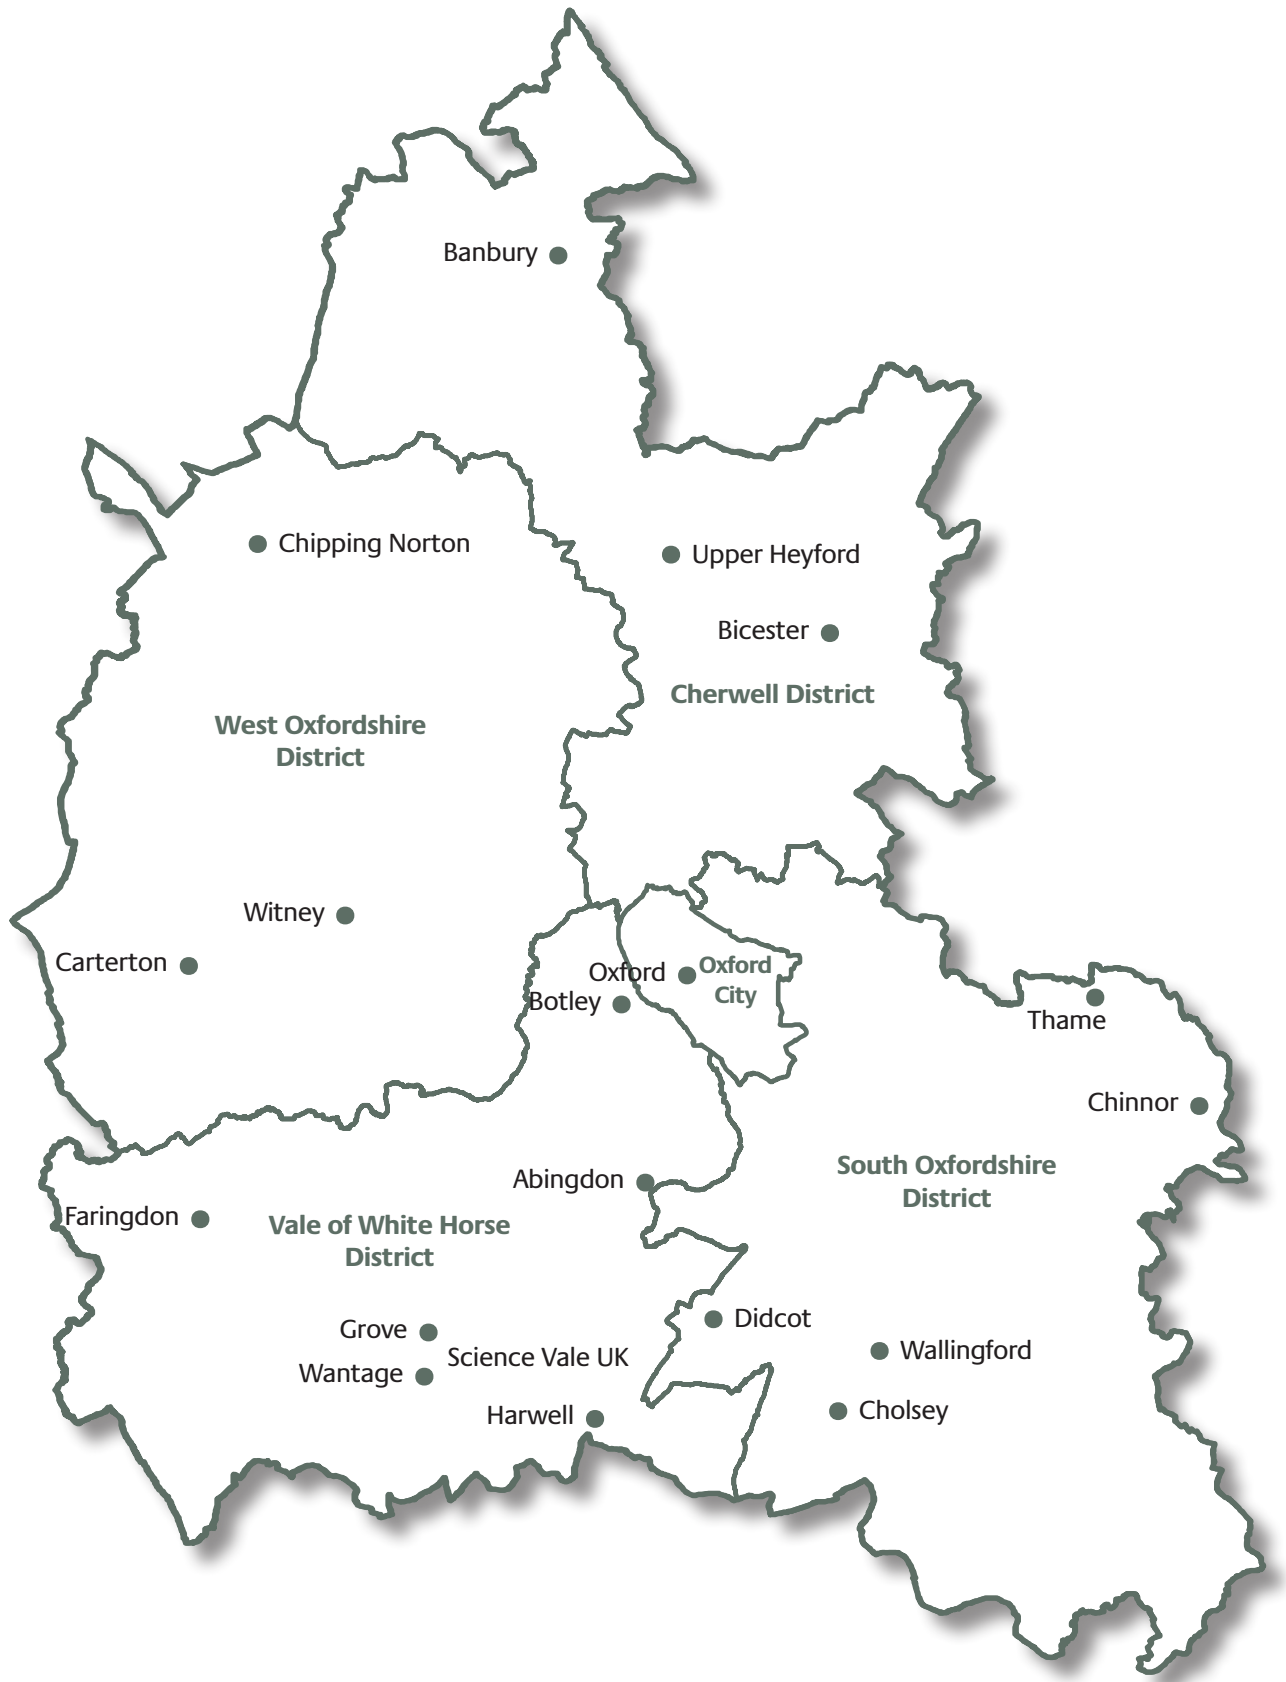 Banbury
Chipping Norton
Upper Heyford
Bicester
Cherwell District
West Oxfordshire
District
Witney
Carterton
Oxford
Oxford
City
Botley
Thame
Chinnor
South Oxfordshire
District
Abingdon
Faringdon
Vale of White Horse
District
Didcot
Grove
Wallingford
Science Vale UK
Wantage
Cholsey
Harwell